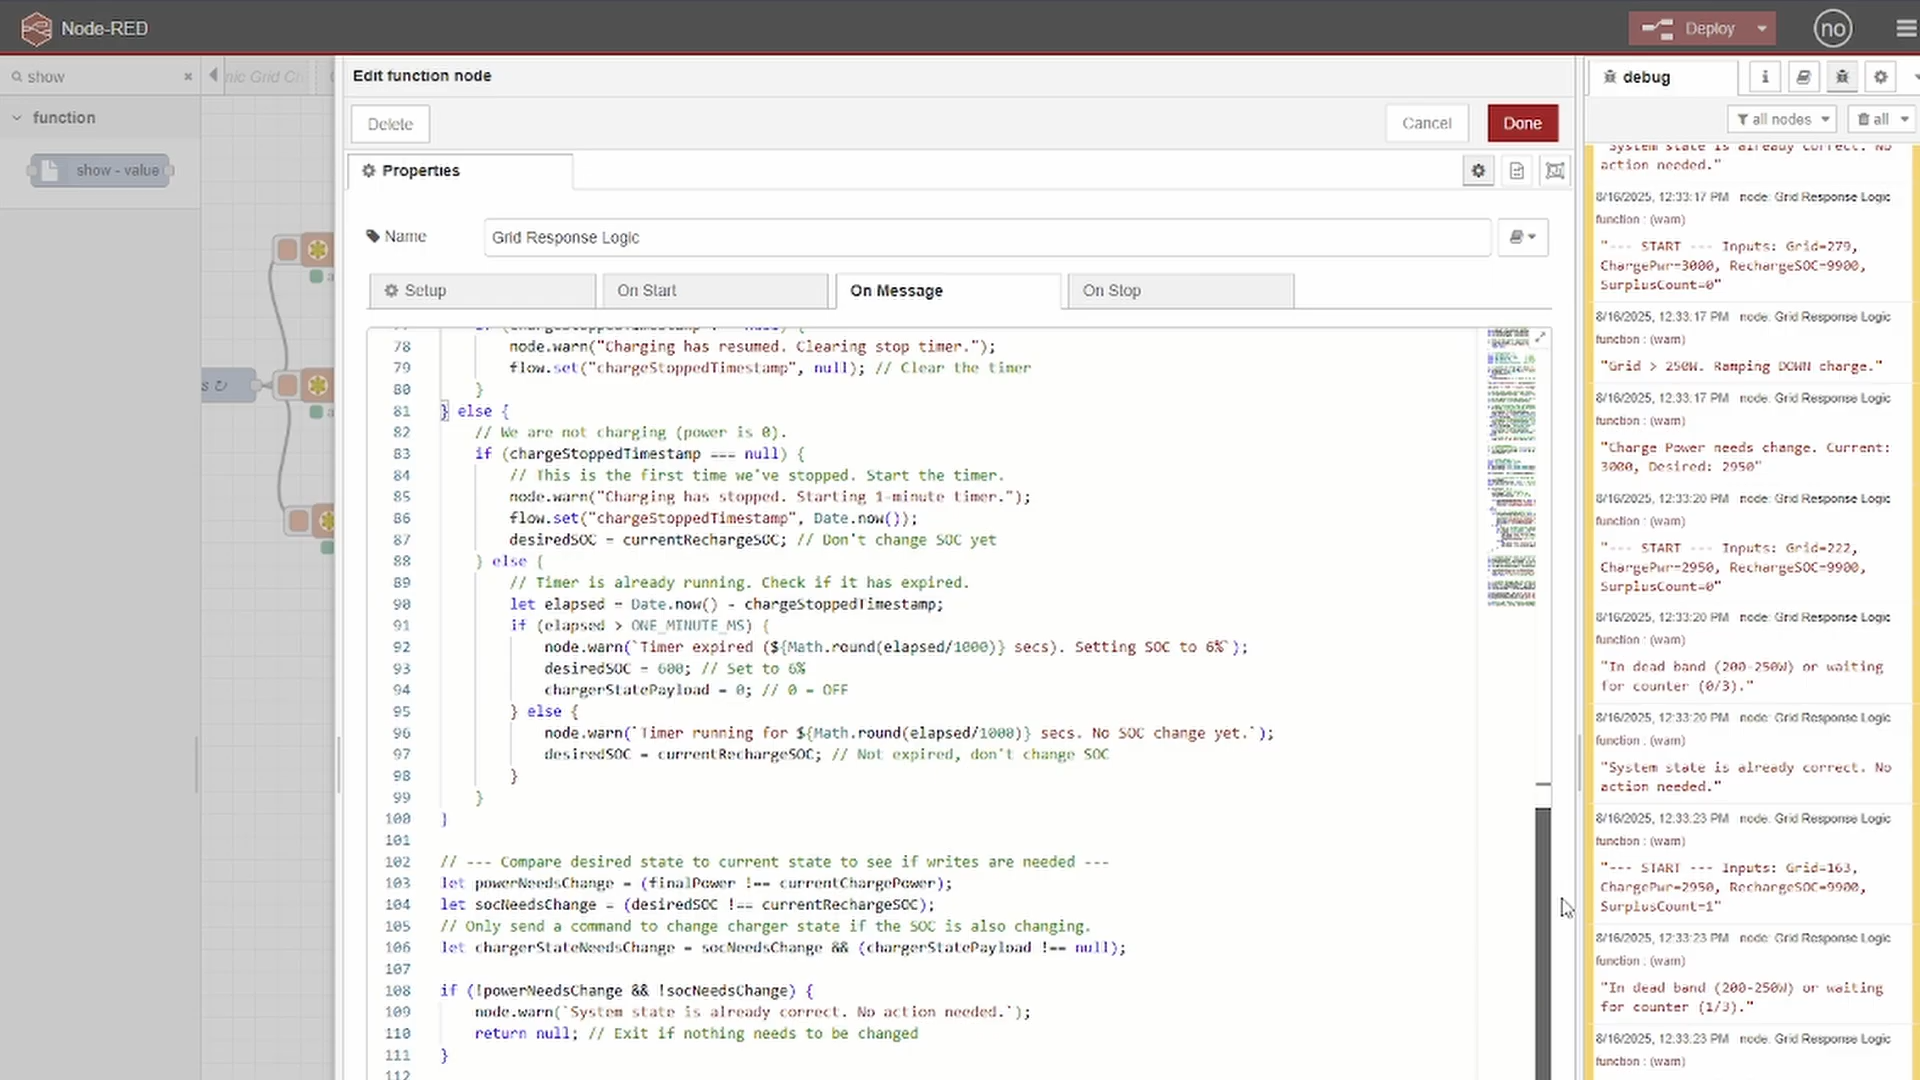 Node-RED
Deploy
no
show
nic Grid C
function
show - value
Edit function node
Delete
Cancel
Done
Properties
Name
Grid Response Logic
Setup
On Start
On Message
On Stop
78 node.warn("Charging has resumed. Clearing stop timer.");
79 flow.set("chargeStoppedTimestamp", null); // Clear the timer
80 }
81 } else {
82 // We are not charging (power is 0).
83 if (chargeStoppedTimestamp === null) {
84 // This is the first time we've stopped. Start the timer.
85 node.warn("Charging has stopped. Starting 1-minute timer.");
86 flow.set("chargeStoppedTimestamp", Date.now());
87 desiredSOC = currentRechargeSOC; // Don't change SOC yet
88 } else {
89 // Timer is already running. Check if it has expired.
90 let elapsed = Date.now() - chargeStoppedTimestamp;
91 if (elapsed > ONE_MINUTE_MS) {
92 node.warn(`Timer expired (${Math.round(elapsed/1000)} secs). Setting SOC to 6%`);
93 desiredSOC = 600; // Set to 6%
94 chargerStatePayload = 0; // 0 = OFF
95 } else {
96 node.warn(`Timer running for ${Math.round(elapsed/1000)} secs. No SOC change yet.`);
97 desiredSOC = currentRechargeSOC; // Not expired, don't change SOC
98 }
99 }
100 }
101
102 // --- Compare desired state to current state to see if writes are needed ---
103 let powerNeedsChange = (finalPower !== currentChargePower);
104 let socNeedsChange = (desiredSOC !== currentRechargeSOC);
105 // Only send a command to change charger state if the SOC is also changing.
106 let chargerStateNeedsChange = socNeedsChange && (chargerStatePayload !== null);
107
108 if (!powerNeedsChange && !socNeedsChange) {
109 node.warn(`System state is already correct. No action needed.`);
110 return null; // Exit if nothing needs to be changed
111 }
112
debug
all nodes
all
"System state is already correct. No
action needed."
8/16/2025, 12:33:17 PM node: Grid Response Logic
function : (warn)
"--- START --- Inputs: Grid=279,
ChargePwr=3000, RechargeSOC=9900,
SurplusCount=0"
8/16/2025, 12:33:17 PM node: Grid Response Logic
function : (warn)
"Grid > 250W. Ramping DOWN charge."
8/16/2025, 12:33:17 PM node: Grid Response Logic
function : (warn)
"Charge Power needs change. Current:
3000, Desired: 2950"
8/16/2025, 12:33:20 PM node: Grid Response Logic
function : (warn)
"--- START --- Inputs: Grid=222,
ChargePwr=2950, RechargeSOC=9900,
SurplusCount=0"
8/16/2025, 12:33:20 PM node: Grid Response Logic
function : (warn)
"In dead band (200-250W) or waiting
for counter (0/3)."
8/16/2025, 12:33:20 PM node: Grid Response Logic
function : (warn)
"System state is already correct. No
action needed."
8/16/2025, 12:33:23 PM node: Grid Response Logic
function : (warn)
"--- START --- Inputs: Grid=163,
ChargePwr=2950, RechargeSOC=9900,
SurplusCount=1"
8/16/2025, 12:33:23 PM node: Grid Response Logic
function : (warn)
"In dead band (200-250W) or waiting
for counter (1/3)."
8/16/2025, 12:33:23 PM node: Grid Response Logic
function : (warn)